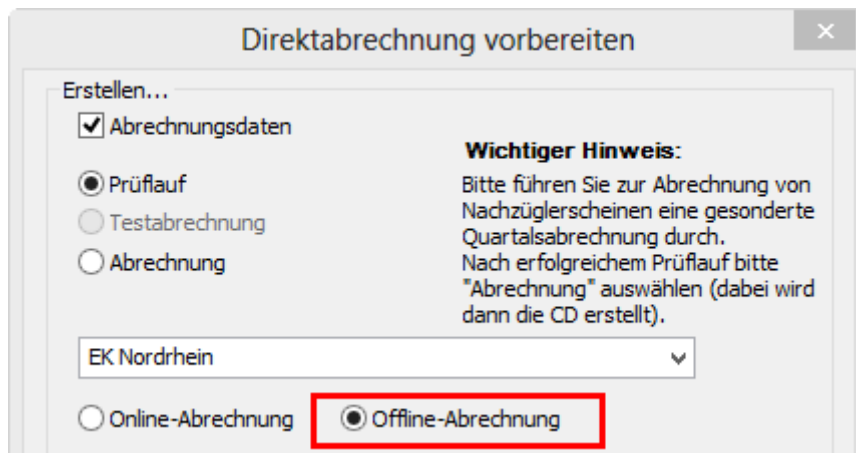 Direktabrechnung vorbereiten
Erstellen...
Abrechnungsdaten
Prüflauf
Testabrechnung
Abrechnung
Wichtiger Hinweis:
Bitte führen Sie zur Abrechnung von
Nachzüglerscheinen eine gesonderte
Quartalsabrechnung durch.
Nach erfolgreichem Prüflauf bitte
"Abrechnung" auswählen (dabei wird
dann die CD erstellt).
EK Nordrhein
Online-Abrechnung
Offline-Abrechnung